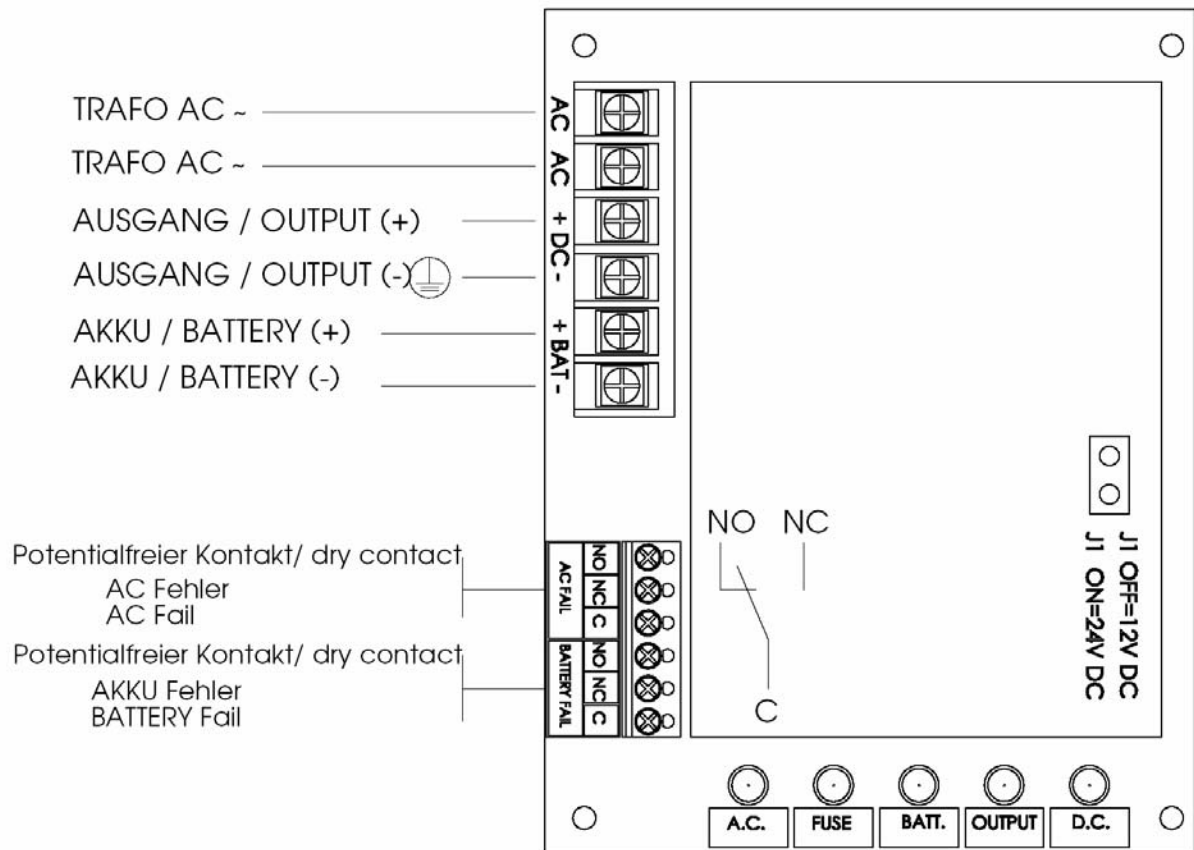 TRAFO AC ~
TRAFO AC ~
AUSGANG / OUTPUT (+)
AUSGANG / OUTPUT (-)
AKKU / BATTERY (+)
AKKU / BATTERY (-)
AC
AC
+ DC -
+ BAT -
Potentialfreier Kontakt/ dry contact
AC Fehler
AC Fail
Potentialfreier Kontakt/ dry contact
AKKU Fehler
BATTERY Fail
AC FAIL
NO
NC
C
BATTERY FAIL
NO
NC
C
NO NC
C
J1 OFF=12V DC
J1 ON=24V DC
A.C.
FUSE
BATT.
OUTPUT
D.C.